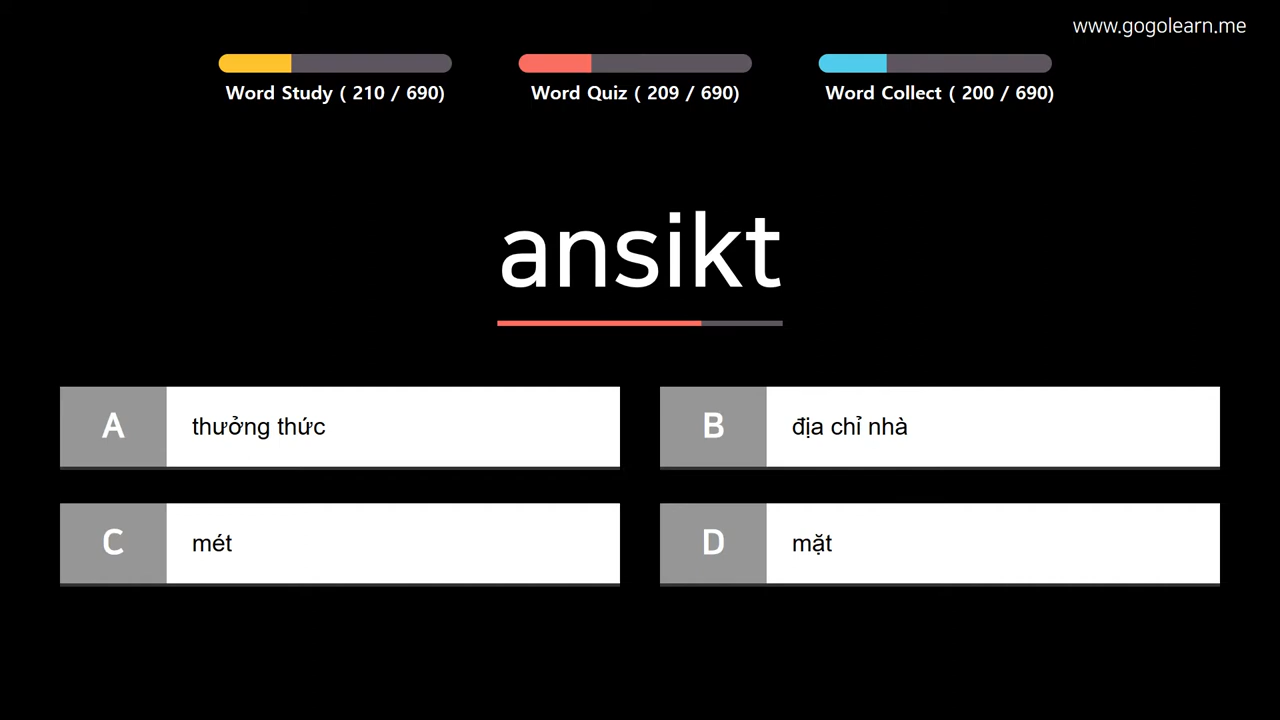 www.gogolearn.me
Word Study ( 210 / 690)
Word Quiz ( 209 / 690)
Word Collect ( 200 / 690)
ansikt
A thưởng thức
B địa chỉ nhà
C mét
D mặt